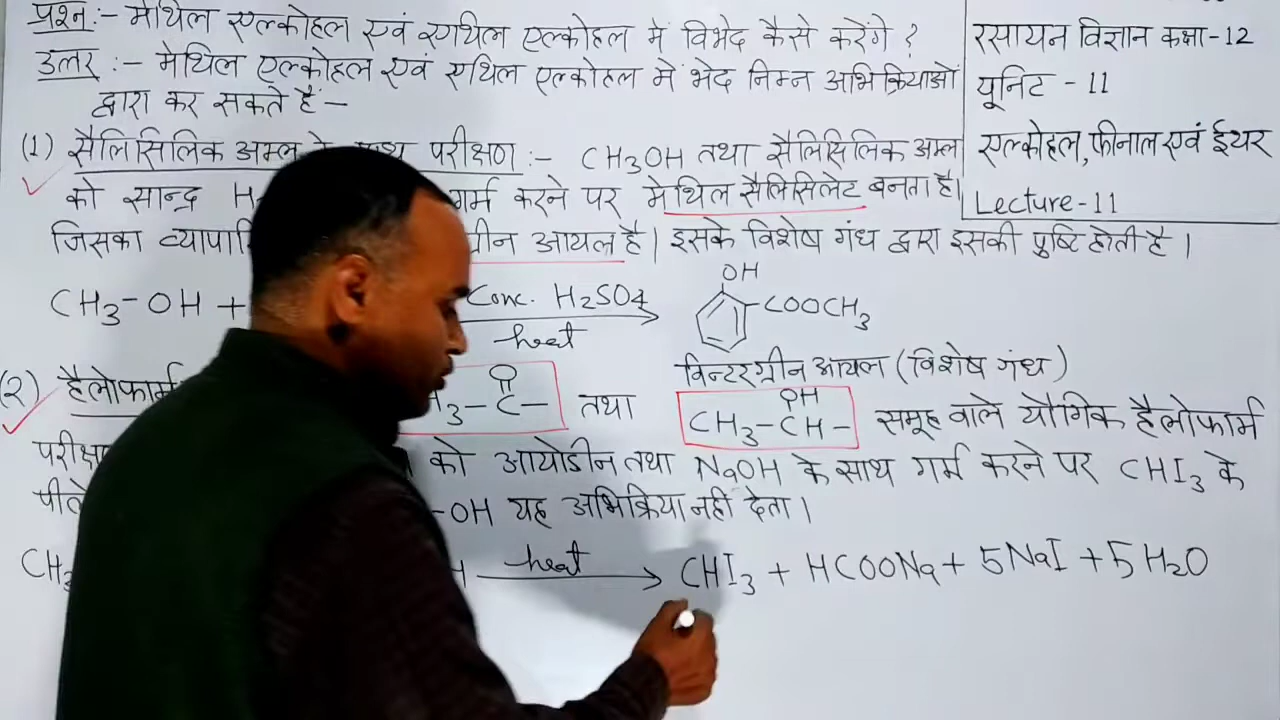 प्रश्न :- मेथिल एल्कोहल एवं एथिल एल्कोहल में विभेद कैसे करेंगे ?
उत्तर :- मेथिल एल्कोहल एवं एथिल एल्कोहल में भेद निम्न अभिक्रियाओं
द्वारा कर सकते हैं -
(1) सैलिसिलिक अम्ल परीक्षण :- CH3OH तथा सैलिसिलिक अम्ल
को सान्द्र गर्म करने पर मेथिल सैलिसिलेट बनता है।
जिसका आयल है। इसके विशेष गंध द्वारा इसकी पुष्टि होती है।
CH3-OH + Conc. H2SO4 heat OH COOCH3
विन्टरग्रीन आयल (विशेष गंध)
(2) हैलोफार्म O -C- तथा OH CH3-CH- समूह वाले यौगिक हैलोफार्म
को आयोडीन तथा NaOH के साथ गर्म करने पर CHI3 के
पीले -OH यह अभिक्रिया नहीं देता।
heat CHI3 + HCOONa + 5NaI + 5H2O
रसायन विज्ञान कक्षा-12
यूनिट - 11
एल्कोहल, फीनाल एवं ईथर
Lecture-11